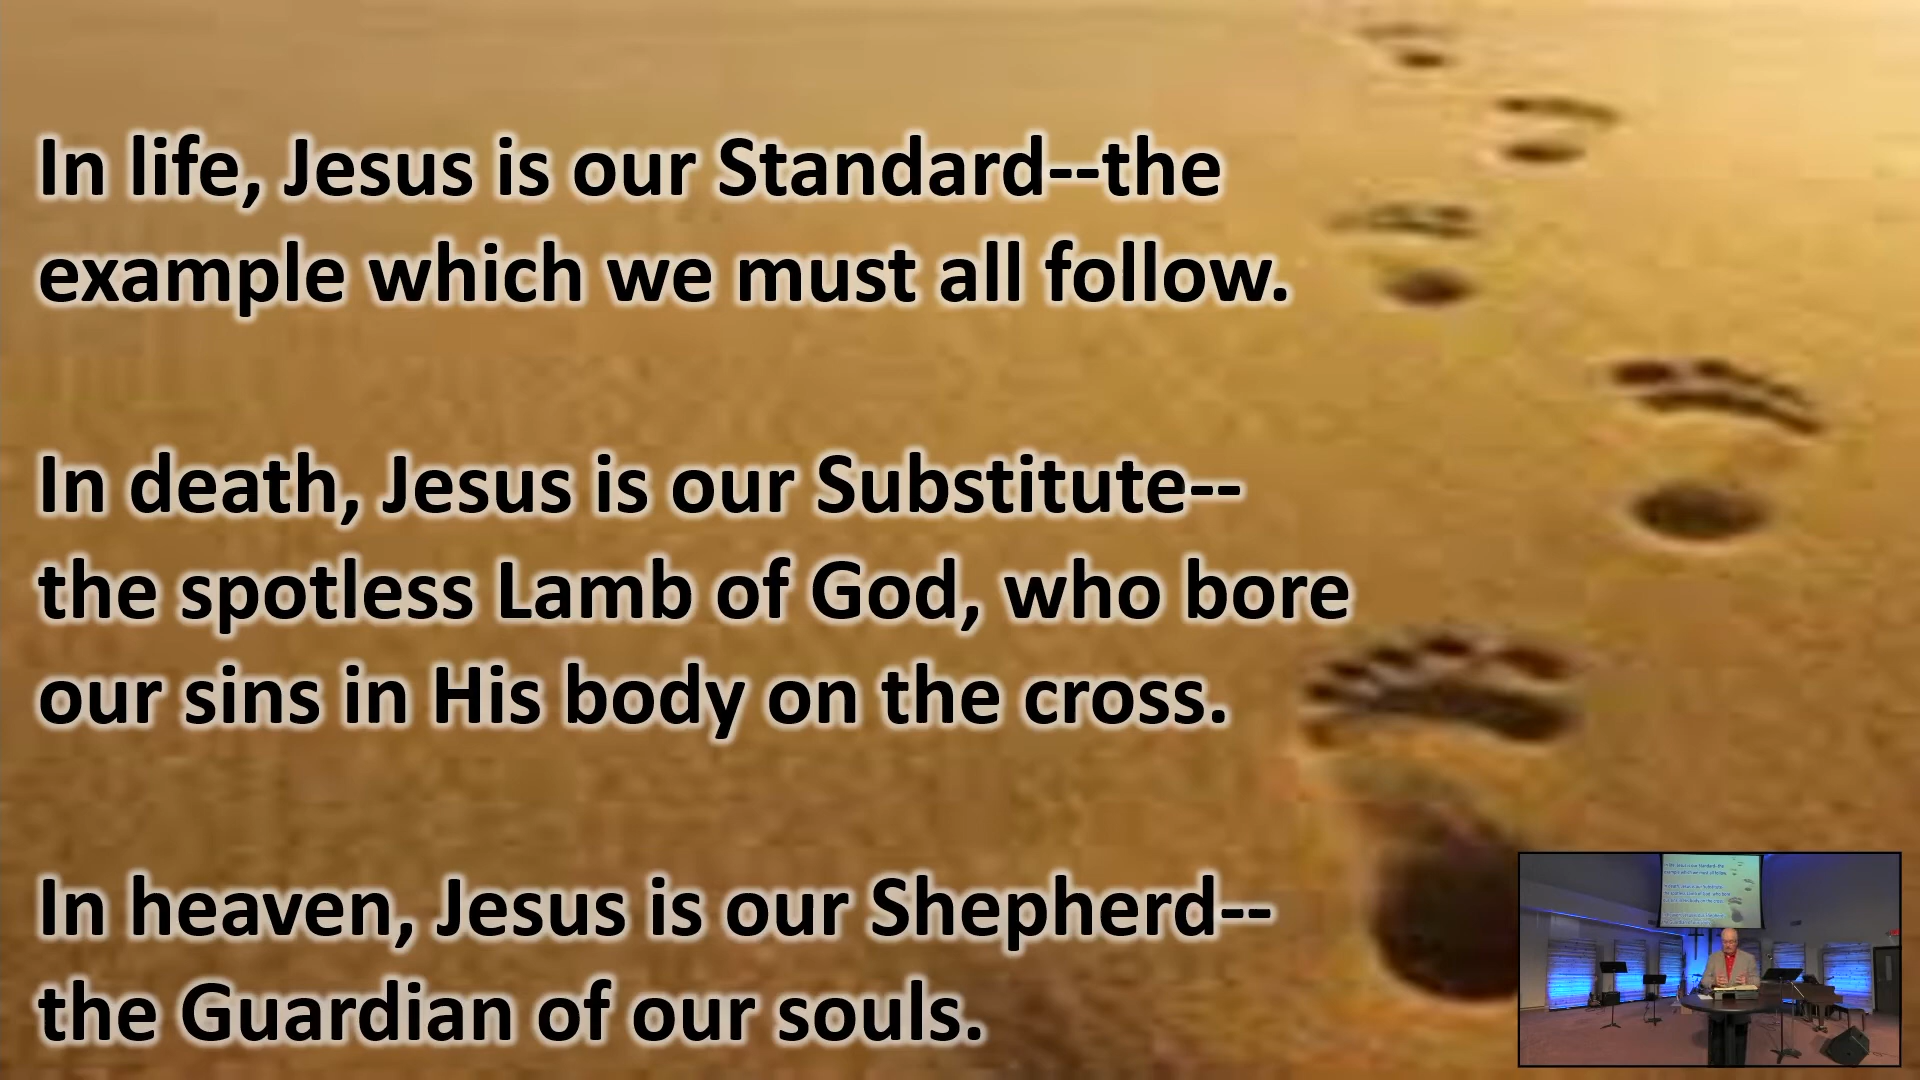 In life, Jesus is our Standard--the
example which we must all follow.
In death, Jesus is our Substitute--
the spotless Lamb of God, who bore
our sins in His body on the cross.
In heaven, Jesus is our Shepherd--
the Guardian of our souls.